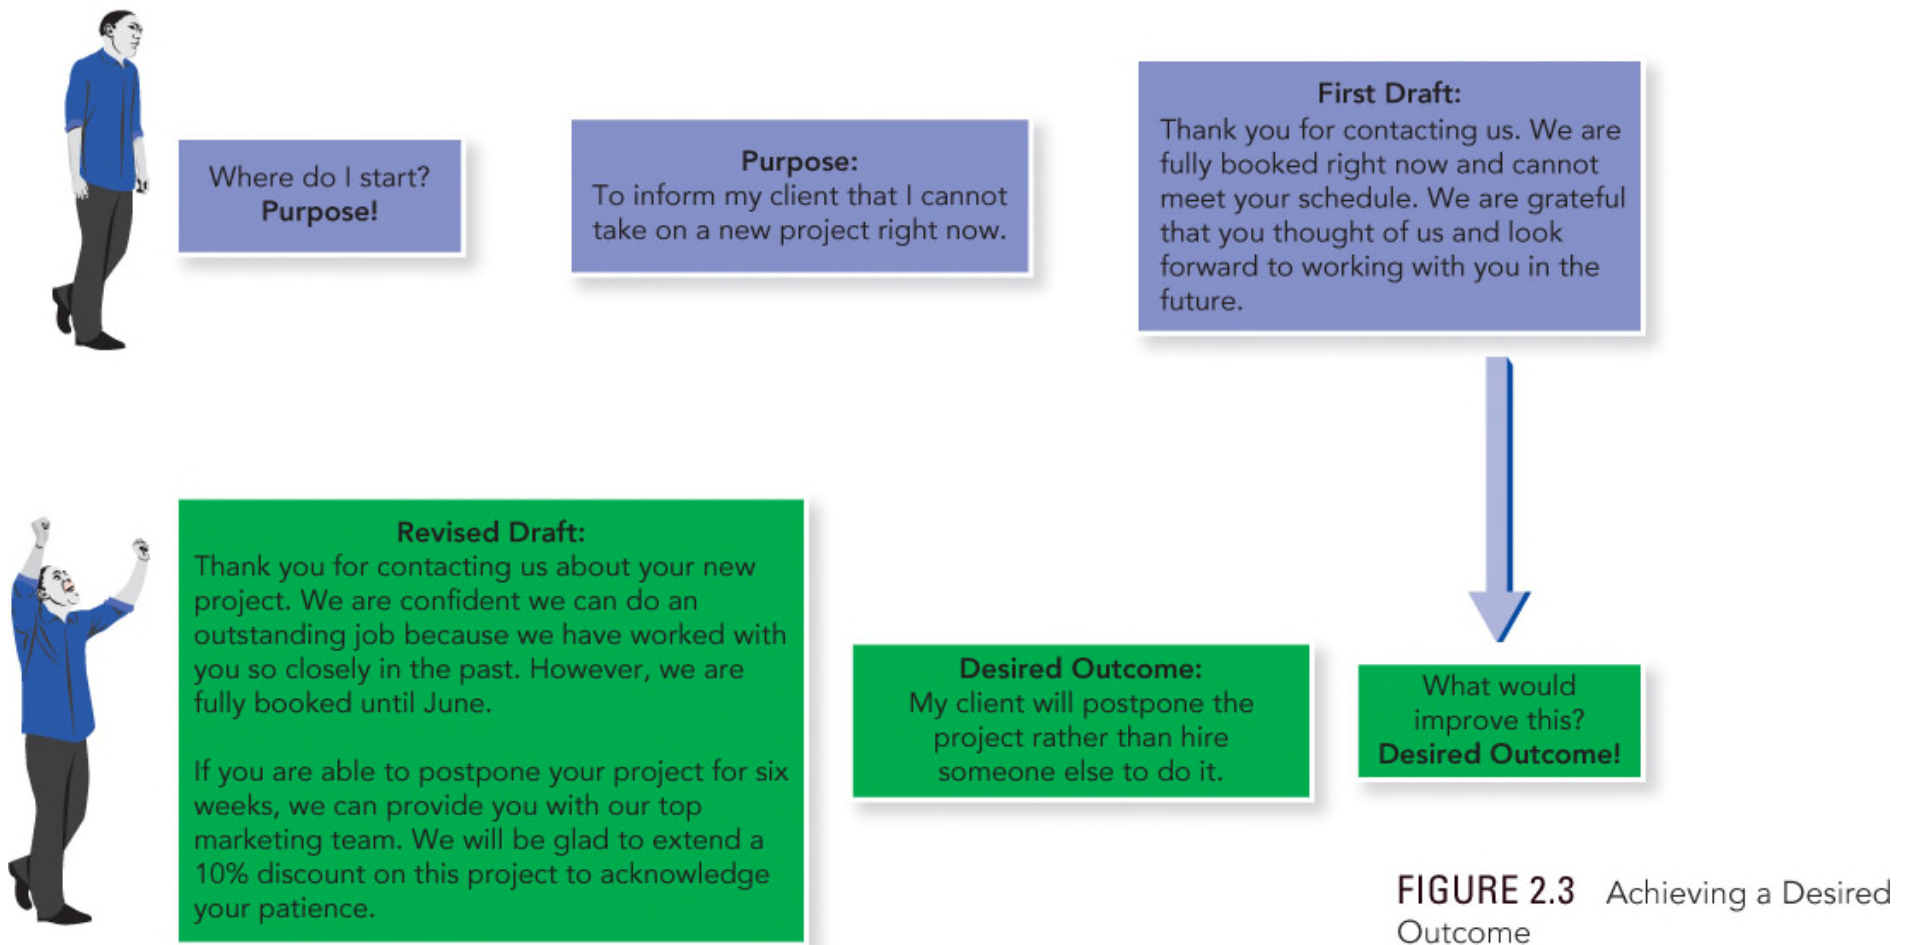 Where do I start?
Purpose!
Purpose:
To inform my client that I cannot
take on a new project right now.
First Draft:
Thank you for contacting us. We are
fully booked right now and cannot
meet your schedule. We are grateful
that you thought of us and look
forward to working with you in the
future.
What would
improve this?
Desired Outcome!
Desired Outcome:
My client will postpone the
project rather than hire
someone else to do it.
Revised Draft:
Thank you for contacting us about your new
project. We are confident we can do an
outstanding job because we have worked with
you so closely in the past. However, we are
fully booked until June.
If you are able to postpone your project for six
weeks, we can provide you with our top
marketing team. We will be glad to extend a
10% discount on this project to acknowledge
your patience.
FIGURE 2.3 Achieving a Desired
Outcome